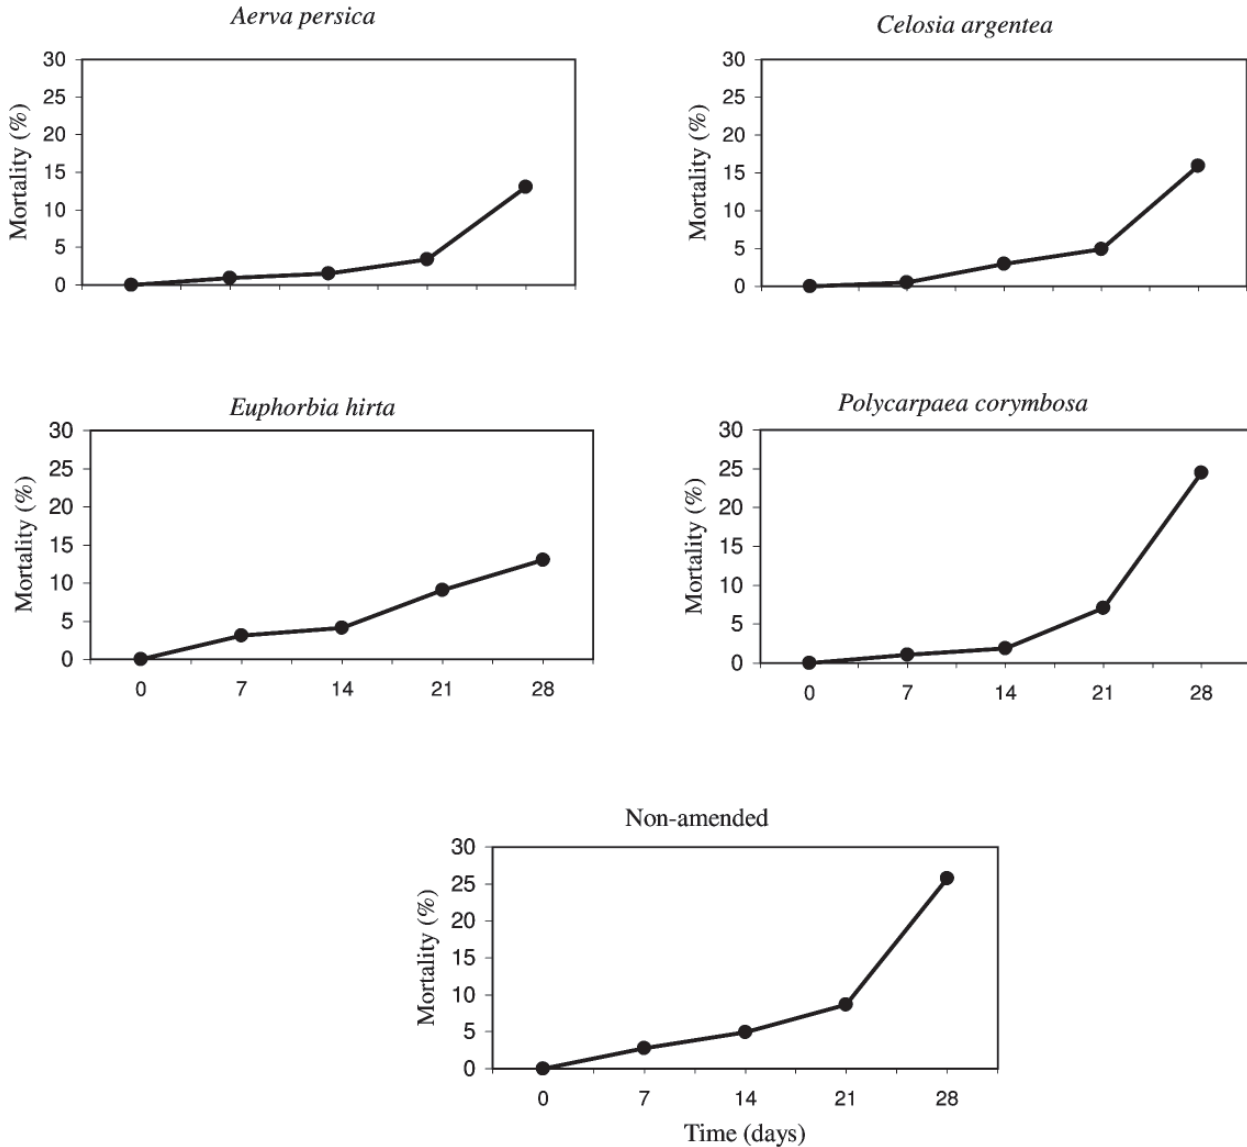 Aerva persica
30
25
20
15
10
5
0
Mortality (%)
Celosia argentea
30
25
20
15
10
5
0
Mortality (%)
Euphorbia hirta
30
25
20
15
10
5
0
Mortality (%)
0 7 14 21 28
Polycarpaea corymbosa
30
25
20
15
10
5
0
Mortality (%)
0 7 14 21 28
Non-amended
30
25
20
15
10
5
0
Mortality (%)
0 7 14 21 28
Time (days)